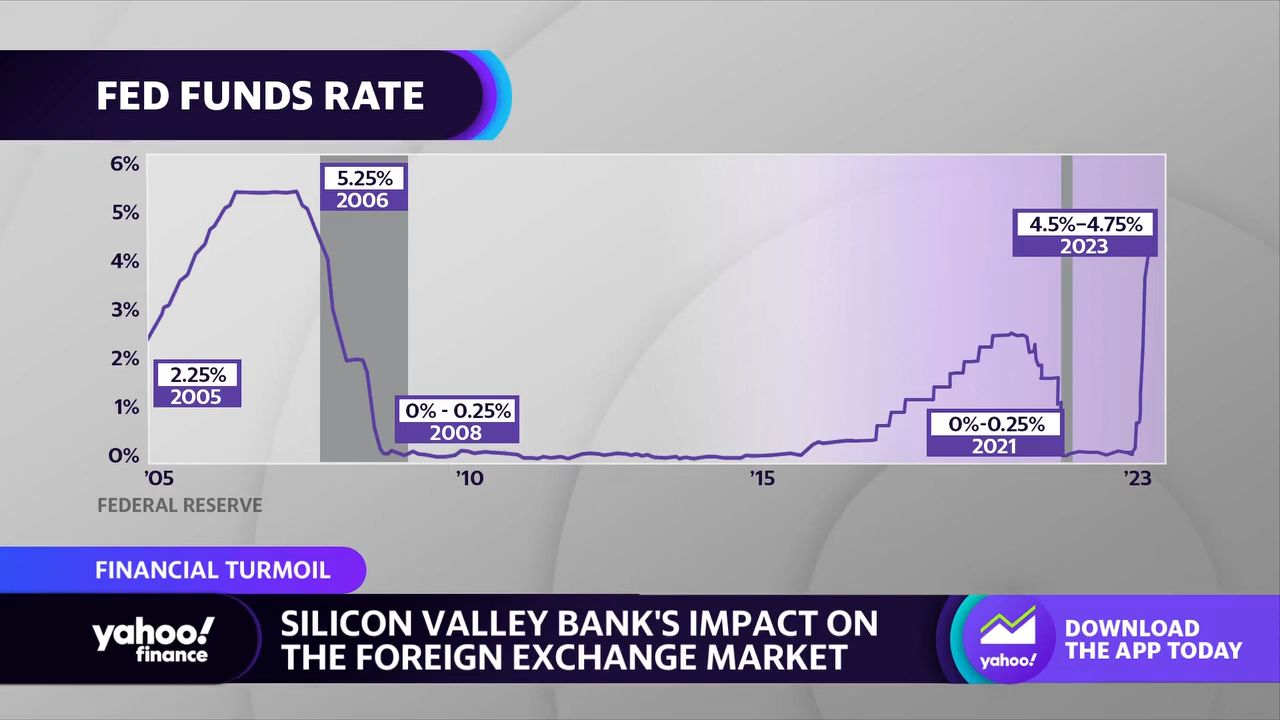 FED FUNDS RATE
6%
5%
4%
3%
2%
1%
0%
5.25%
2006
4.5%–4.75%
2023
2.25%
2005
0% - 0.25%
2008
0%-0.25%
2021
'05
'10
'15
'23
FEDERAL RESERVE
FINANCIAL TURMOIL
yahoo!
finance
SILICON VALLEY BANK'S IMPACT ON
THE FOREIGN EXCHANGE MARKET
yahoo!
DOWNLOAD
THE APP TODAY